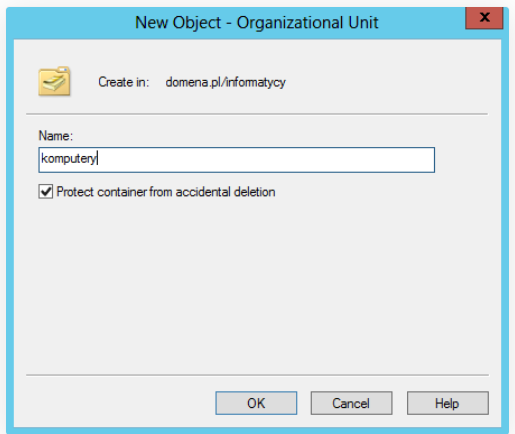 New Object - Organizational Unit
x
Create in: domena.pl/informatycy
Name:
komputery
Protect container from accidental deletion
OK Cancel Help